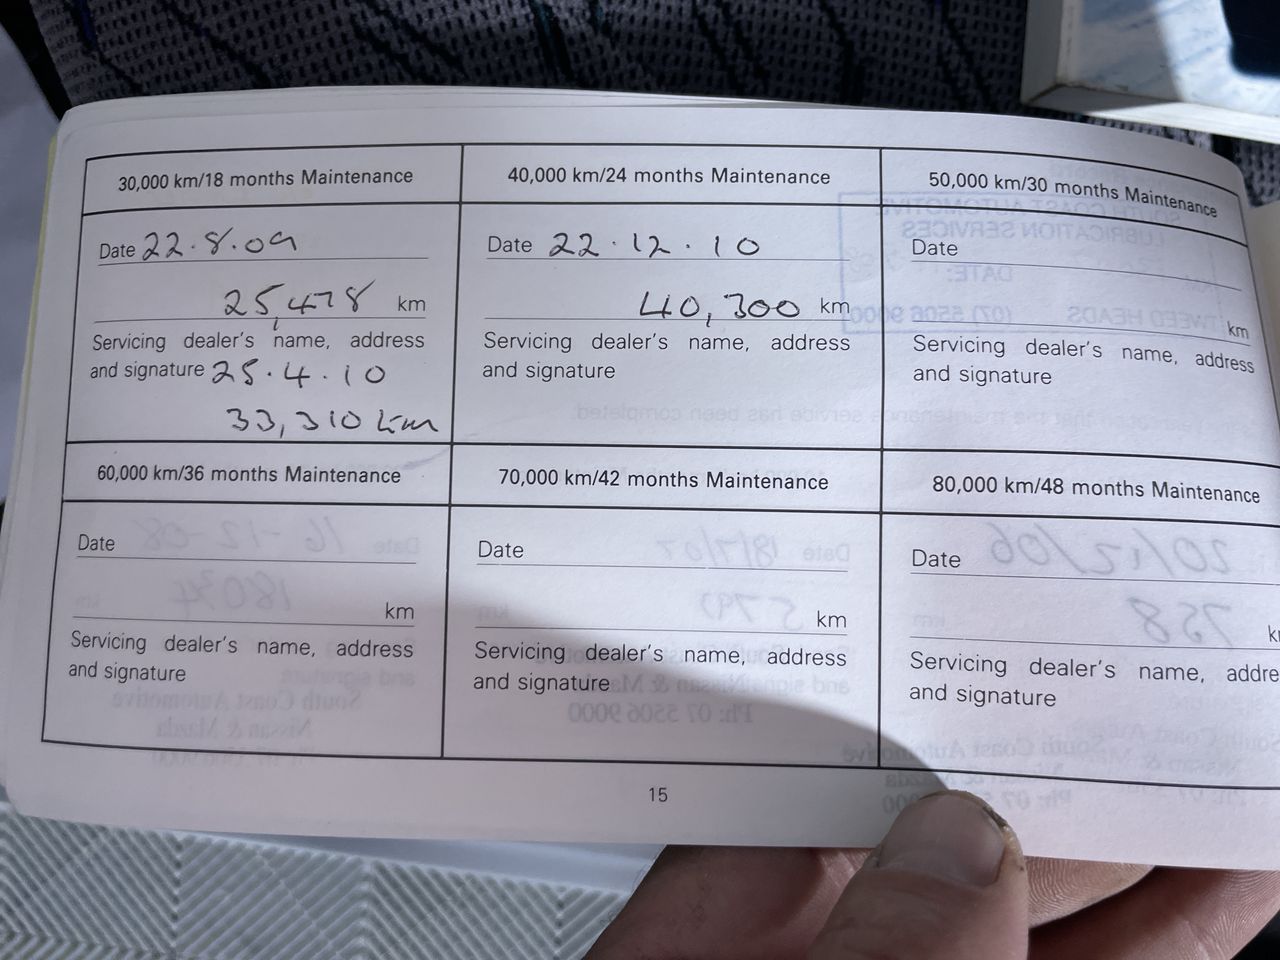 30,000 km/18 months Maintenance
Date 22.8.09
25,478 km
Servicing dealer's name, address
and signature 25.4.10
33,310 km
40,000 km/24 months Maintenance
Date 22.12.10
40,300 km
Servicing dealer's name, address
and signature
50,000 km/30 months Maintenance
Date
km
Servicing dealer's name, address
and signature
60,000 km/36 months Maintenance
Date
km
Servicing dealer's name, address
and signature
70,000 km/42 months Maintenance
Date
km
Servicing dealer's name, address
and signature
80,000 km/48 months Maintenance
Date
Servicing dealer's name, addre
and signature
15